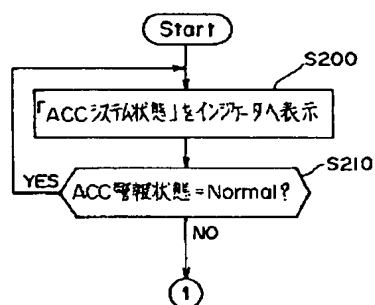 Start
S200
「ACCシステム状態」をインジケータへ表示
S210
YES
ACC警報状態=Normal?
NO
1